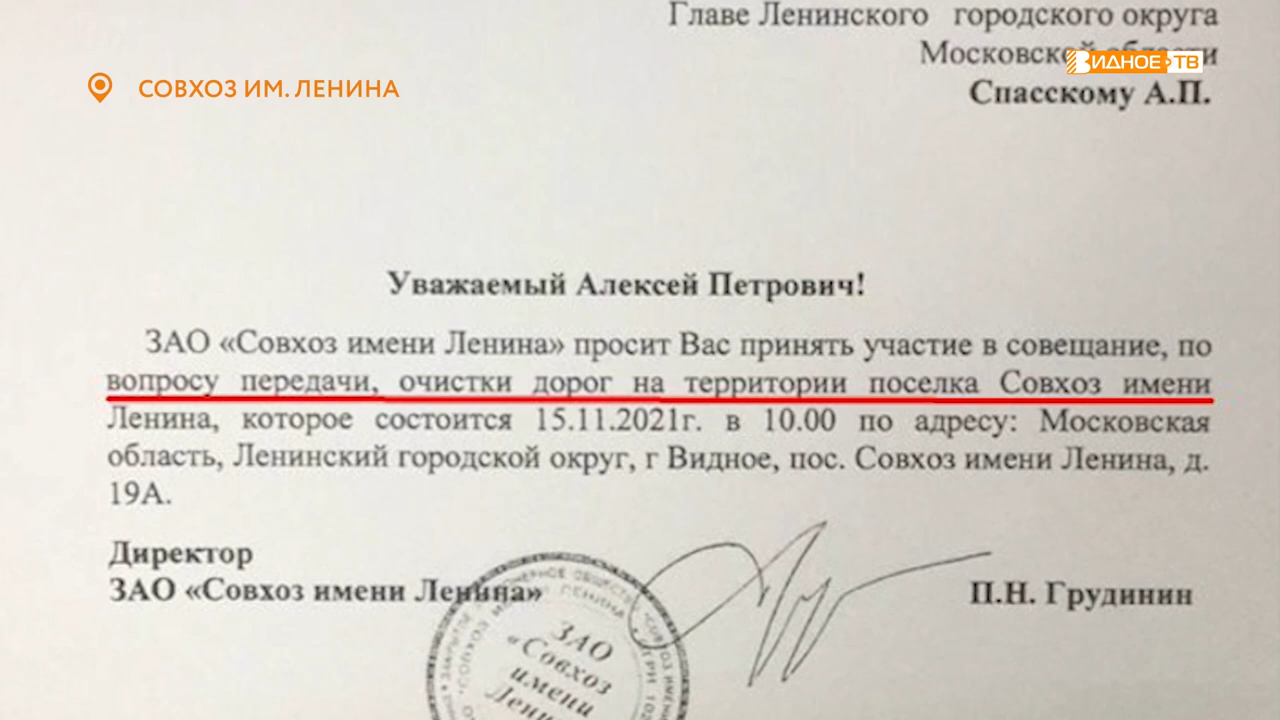 Главе Ленинского городского округа
Московской области
ВИДНОЕ-ТВ
СОВХОЗ ИМ. ЛЕНИНА
Спасскому А.П.
Уважаемый Алексей Петрович!
ЗАО «Совхоз имени Ленина» просит Вас принять участие в совещание, по
вопросу передачи, очистки дорог на территории поселка Совхоз имени
Ленина, которое состоится 15.11.2021г. в 10.00 по адресу: Московская
область, Ленинский городской округ, г Видное, пос. Совхоз имени Ленина, д.
19А.
Директор
ЗАО «Совхоз имени Ленина»
П.Н. Грудинин
ЗАО
«Совхоз
имени